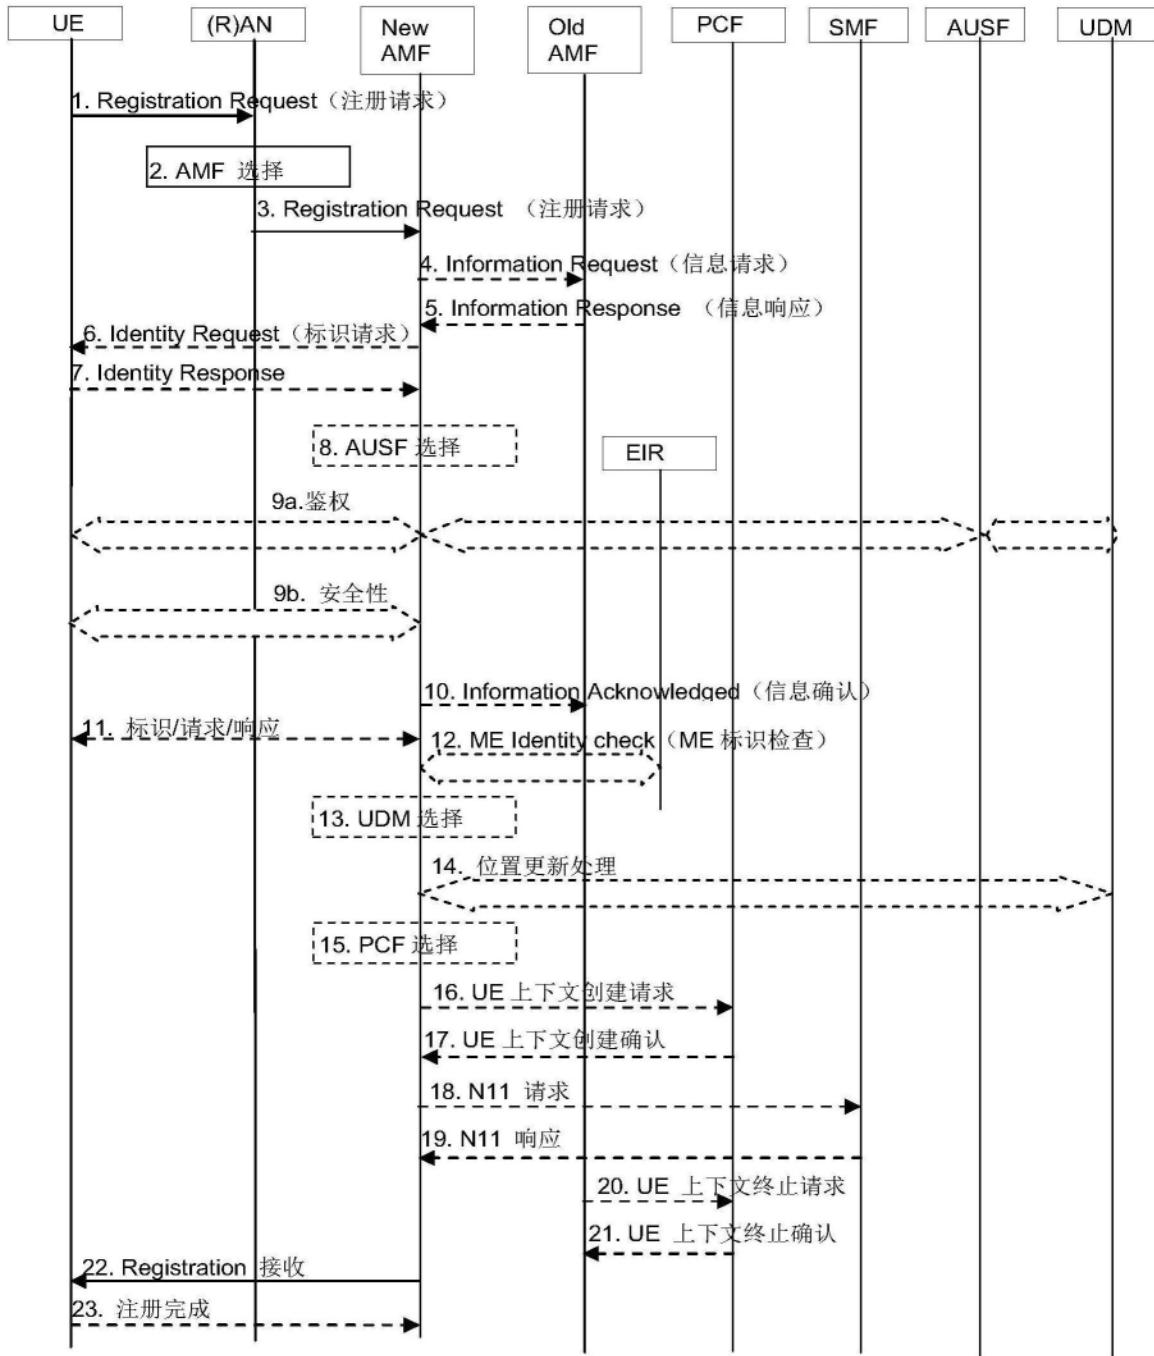 UE
(R)AN
New
AMF
Old
AMF
PCF
SMF
AUSF
UDM
1. Registration Request（注册请求）
2. AMF 选择
3. Registration Request （注册请求）
4. Information Request（信息请求）
5. Information Response （信息响应）
6. Identity Request（标识请求）
7. Identity Response
8. AUSF 选择
EIR
9a.鉴权
9b. 安全性
10. Information Acknowledged（信息确认）
11. 标识/请求/响应
12. ME Identity check（ME 标识检查）
13. UDM 选择
14. 位置更新处理
15. PCF 选择
16. UE 上下文创建请求
17. UE 上下文创建确认
18. N11 请求
19. N11 响应
20. UE 上下文终止请求
21. UE 上下文终止确认
22. Registration 接收
23. 注册完成